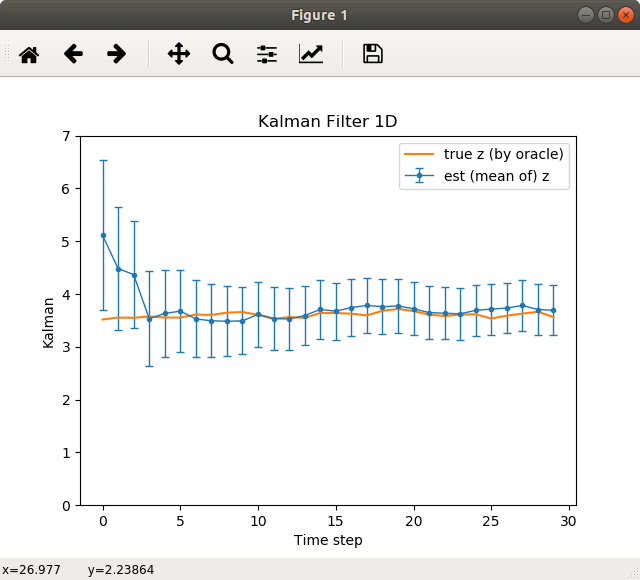 Figure 1
Kalman Filter 1D
7
6
5
4
3
2
1
0
Kalman
true z (by oracle)
est (mean of) z
0 5 10 15 20 25 30
Time step
x=26.977 y=2.23864